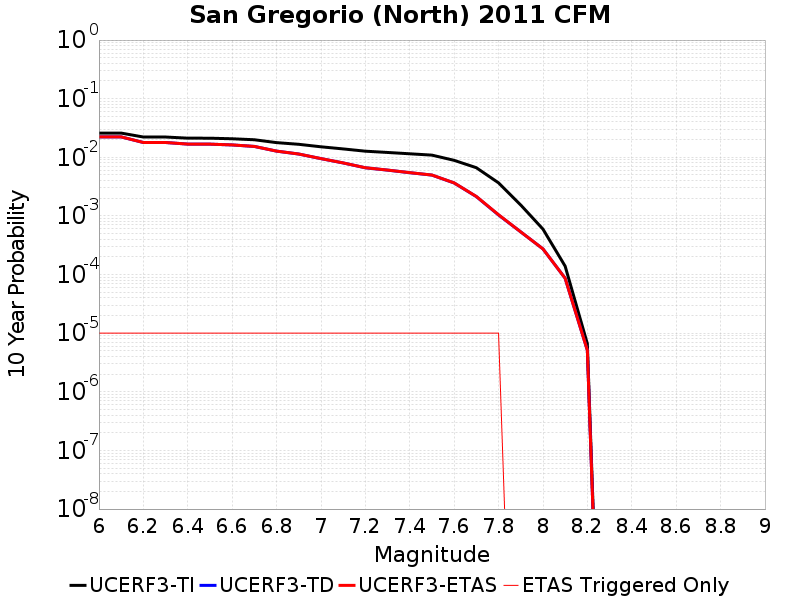 San Gregorio (North) 2011 CFM
10^0
10^-1
10^-2
10^-3
10^-4
10^-5
10^-6
10^-7
10^-8
10 Year Probability
6 6.2 6.4 6.6 6.8 7 7.2 7.4 7.6 7.8 8 8.2 8.4 8.6 8.8 9
Magnitude
UCERF3-TI UCERF3-TD UCERF3-ETAS ETAS Triggered Only